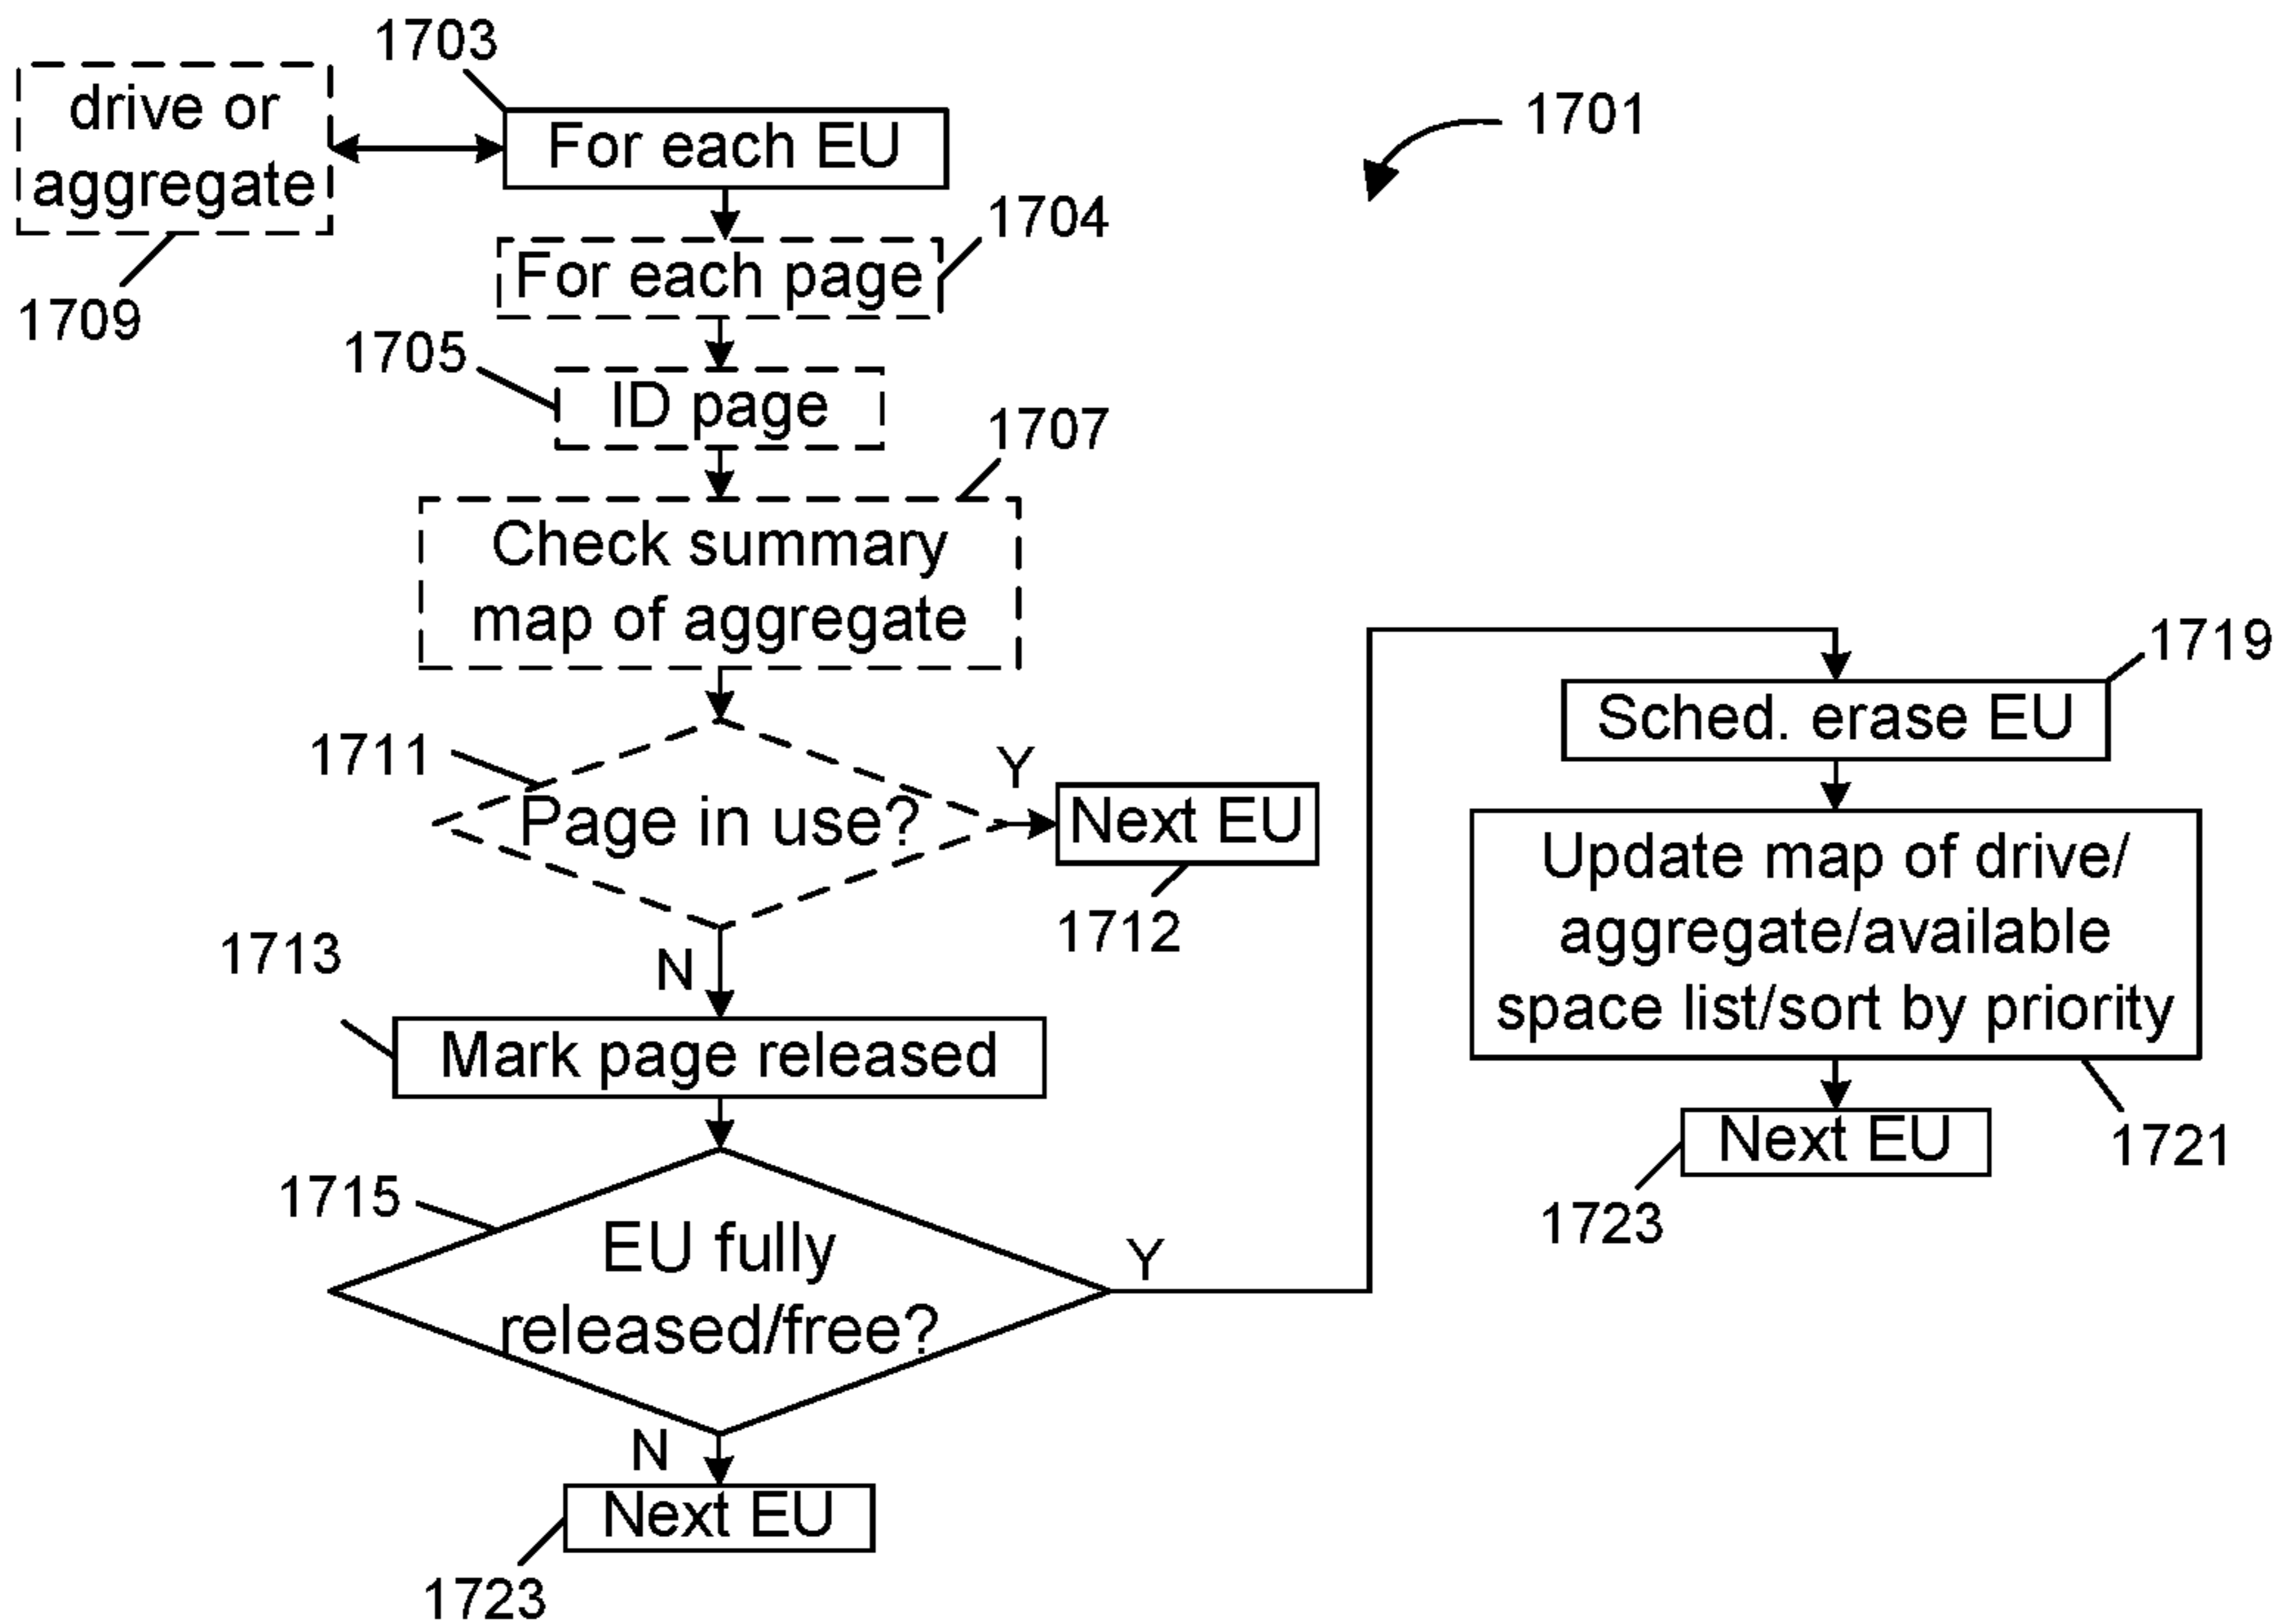 1703
drive or
aggregate
1709
For each EU
1701
1704
For each page
1705
ID page
1707
Check summary
map of aggregate
1711
Page in use?
Y
Next EU
1712
N
1713
Mark page released
1715
EU fully
released/free?
Y
N
Next EU
1723
1719
Sched. erase EU
Update map of drive/
aggregate/available
space list/sort by priority
1721
Next EU
1723